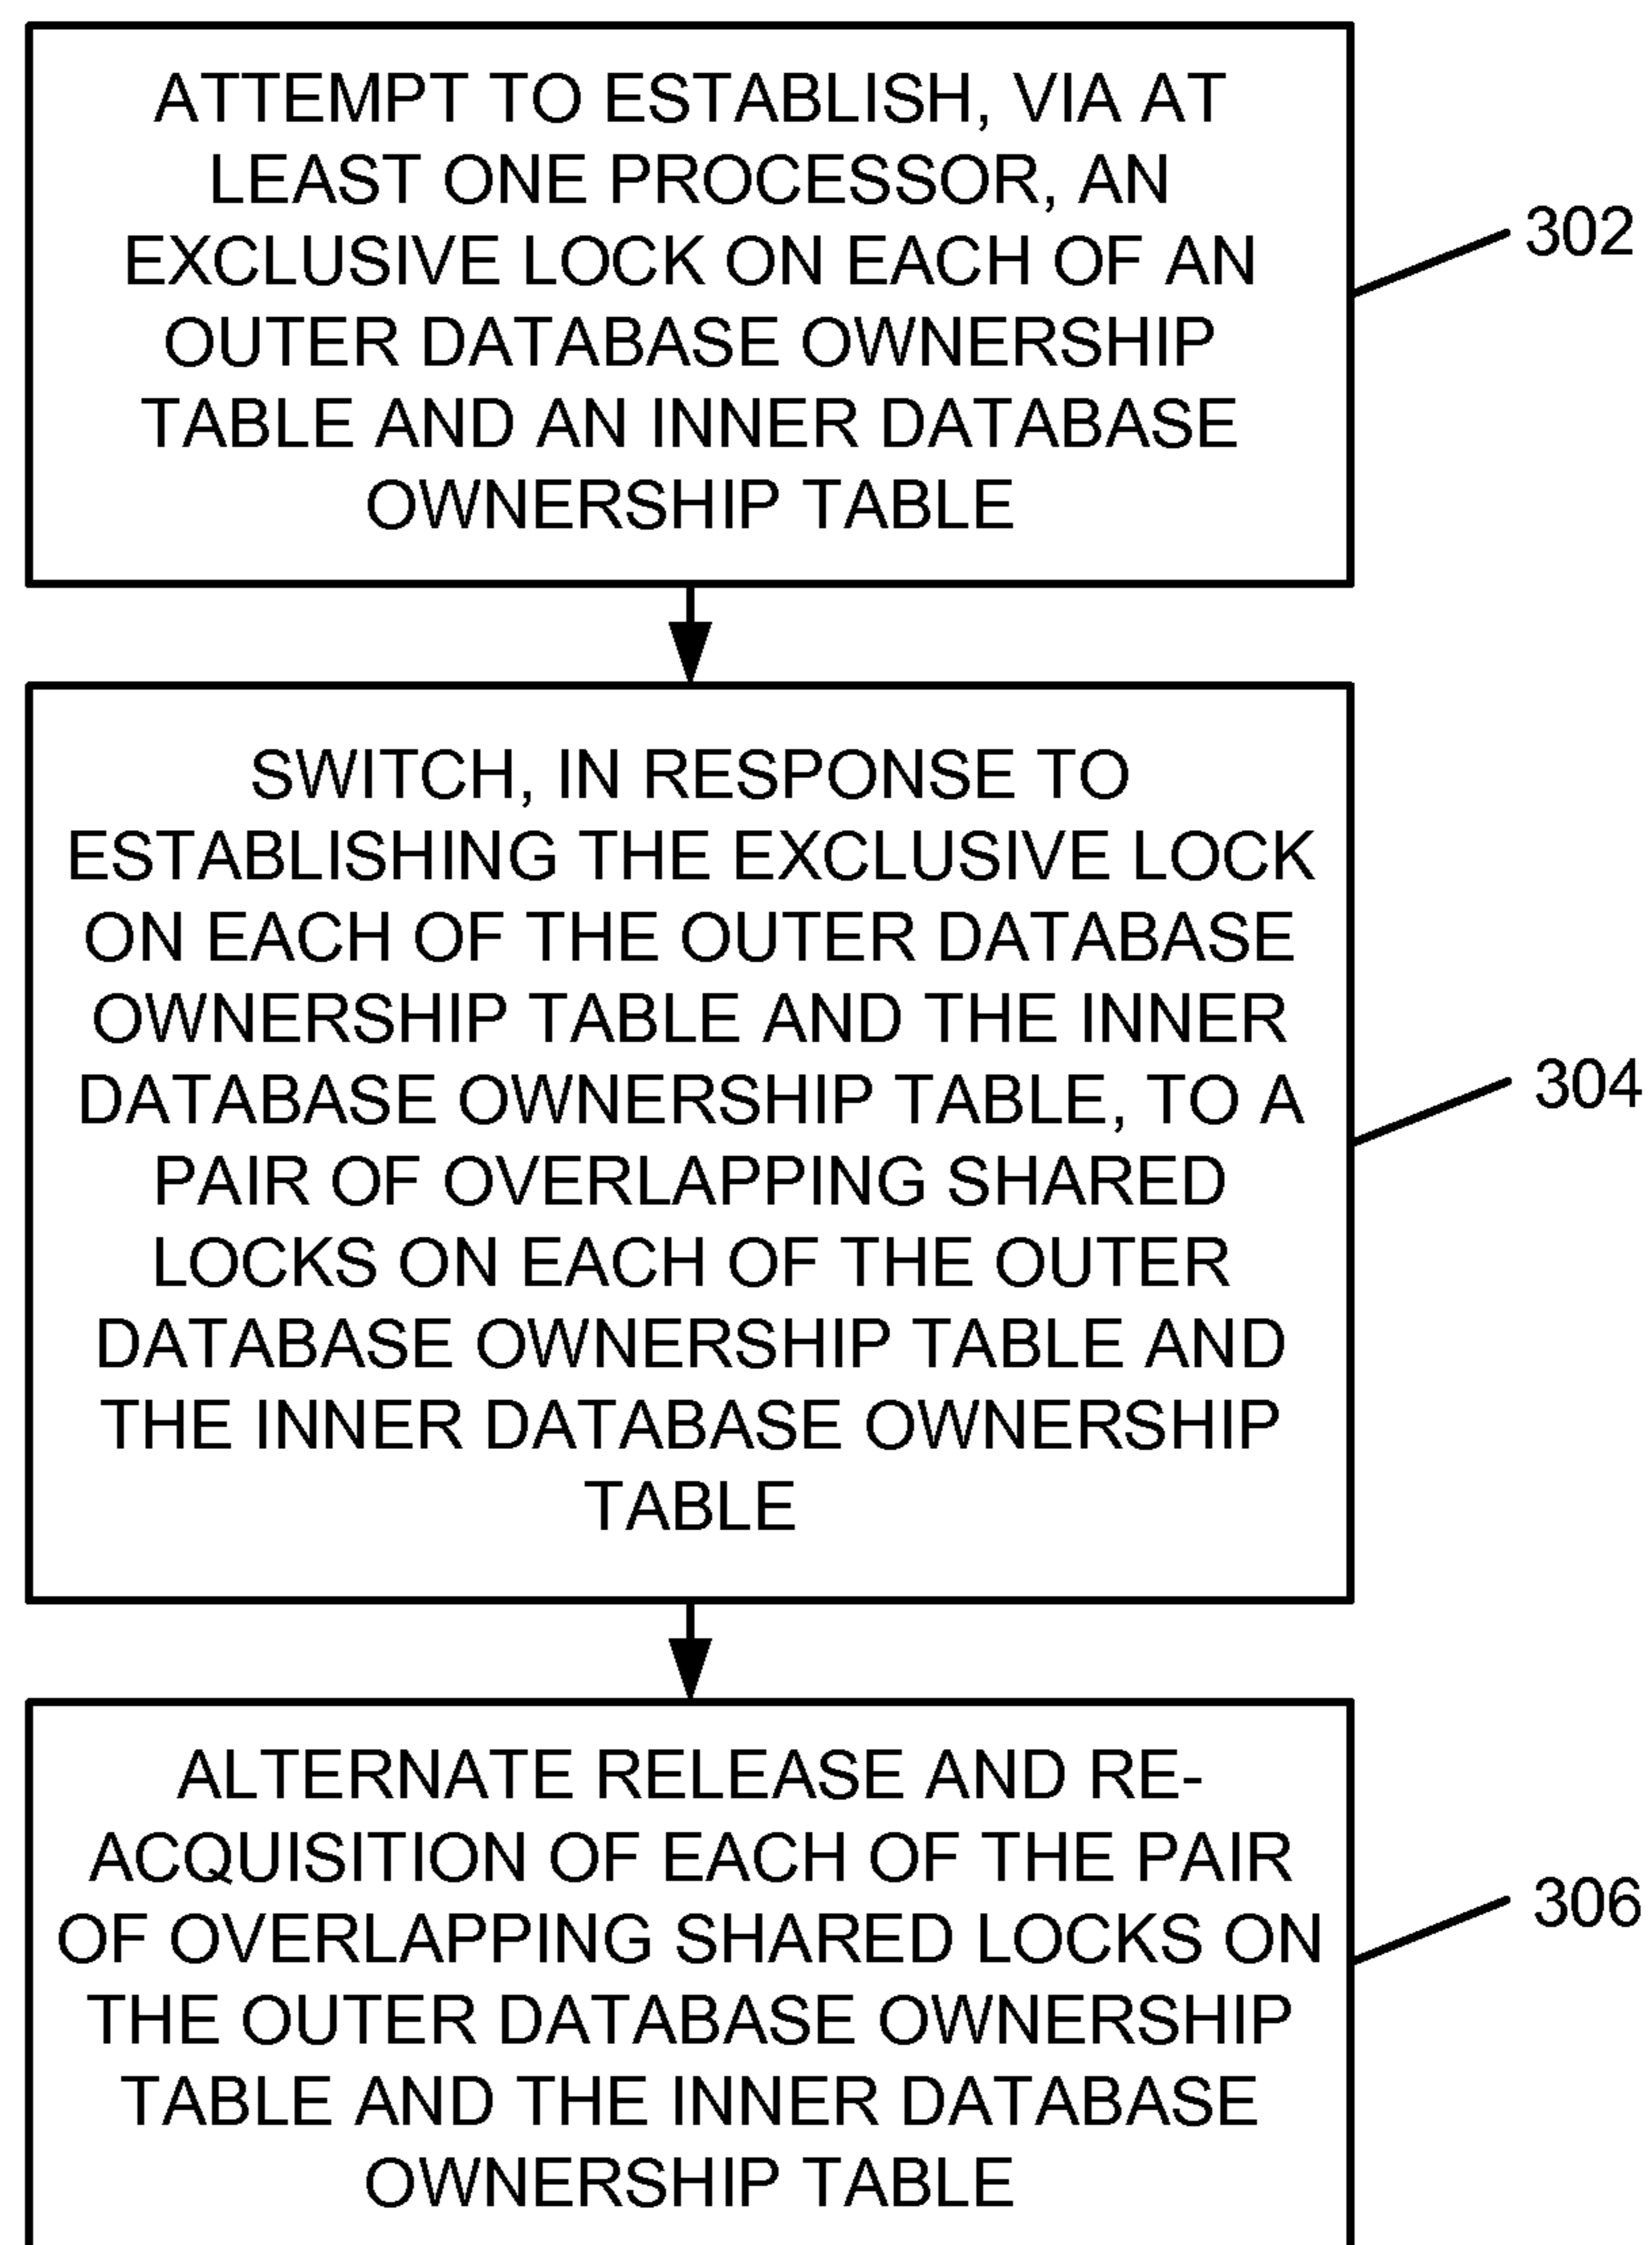 ATTEMPT TO ESTABLISH, VIA AT
LEAST ONE PROCESSOR, AN
EXCLUSIVE LOCK ON EACH OF AN
OUTER DATABASE OWNERSHIP
TABLE AND AN INNER DATABASE
OWNERSHIP TABLE
302
SWITCH, IN RESPONSE TO
ESTABLISHING THE EXCLUSIVE LOCK
ON EACH OF THE OUTER DATABASE
OWNERSHIP TABLE AND THE INNER
DATABASE OWNERSHIP TABLE, TO A
PAIR OF OVERLAPPING SHARED
LOCKS ON EACH OF THE OUTER
DATABASE OWNERSHIP TABLE AND
THE INNER DATABASE OWNERSHIP
TABLE
304
ALTERNATE RELEASE AND RE-
ACQUISITION OF EACH OF THE PAIR
OF OVERLAPPING SHARED LOCKS ON
THE OUTER DATABASE OWNERSHIP
TABLE AND THE INNER DATABASE
OWNERSHIP TABLE
306